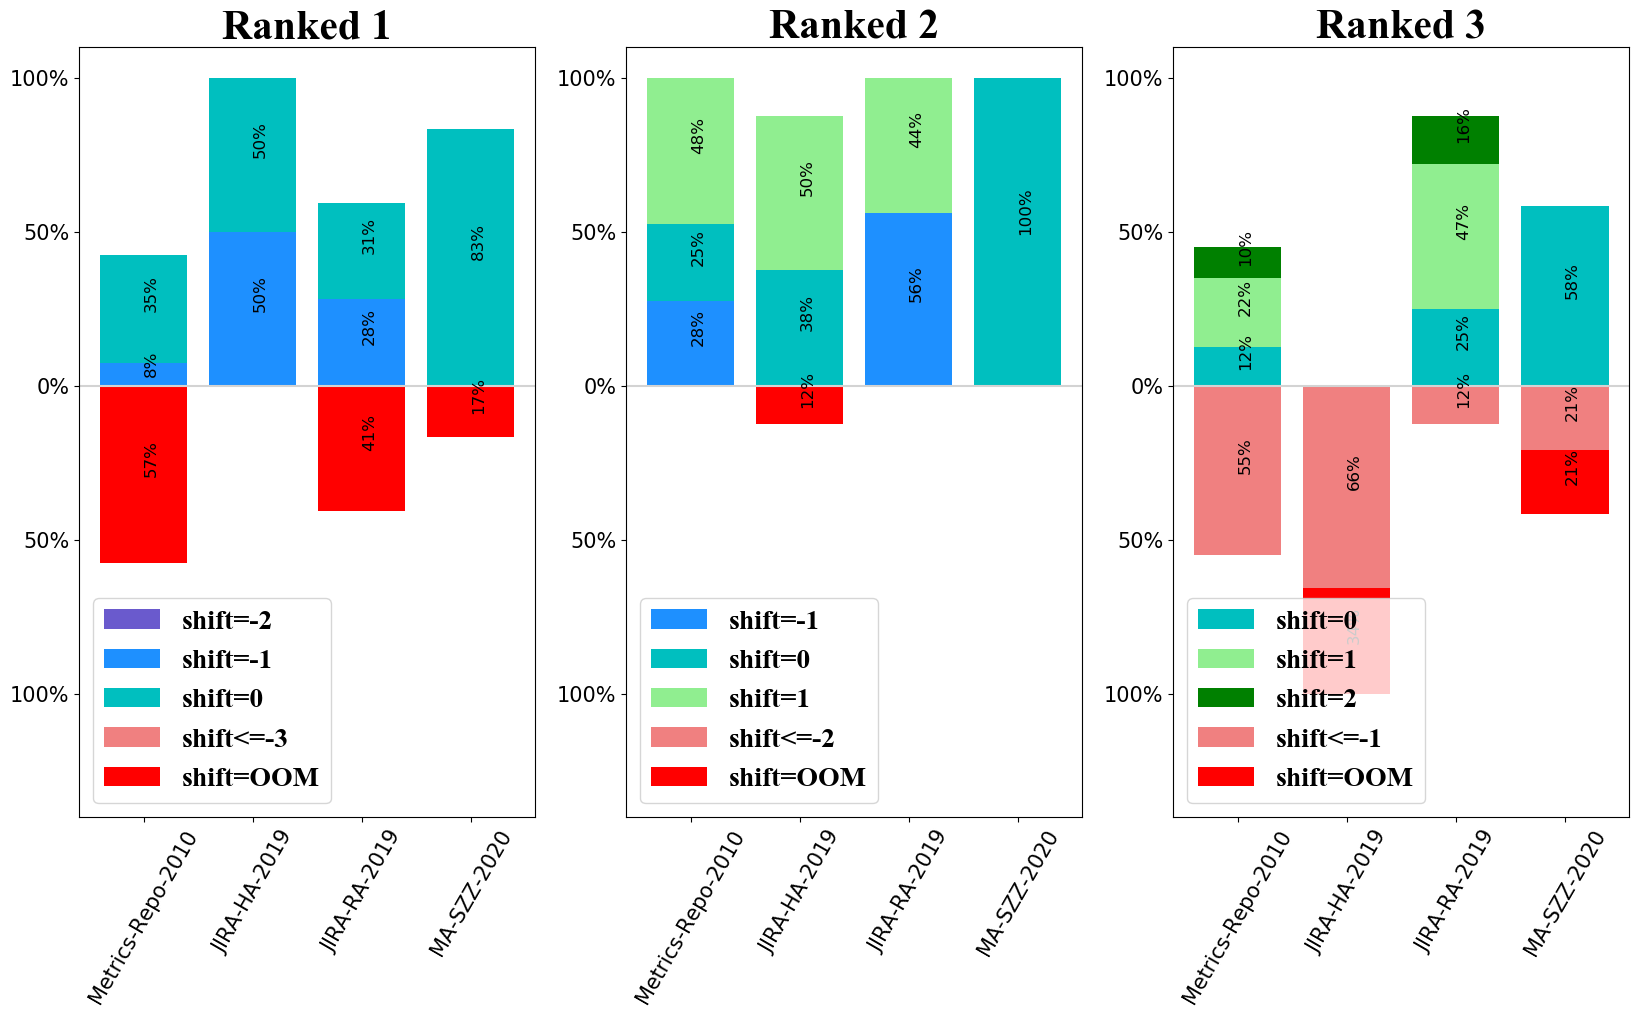 Ranked 1
100%
50%
0%
50%
100%
35%
8%
57%
50%
50%
31%
28%
41%
83%
17%
shift=-2
shift=-1
shift=0
shift<=-3
shift=OOM
Metrics-Repo-2010
JIRA-HA-2019
JIRA-RA-2019
MA-SZZ-2020
Ranked 2
100%
50%
0%
50%
100%
48%
25%
28%
50%
38%
12%
44%
56%
100%
shift=-1
shift=0
shift=1
shift<=-2
shift=OOM
Metrics-Repo-2010
JIRA-HA-2019
JIRA-RA-2019
MA-SZZ-2020
Ranked 3
100%
50%
0%
50%
100%
10%
22%
12%
55%
66%
16%
47%
25%
12%
58%
21%
21%
shift=0
shift=1
shift=2
shift<=-1
shift=OOM
Metrics-Repo-2010
JIRA-HA-2019
JIRA-RA-2019
MA-SZZ-2020